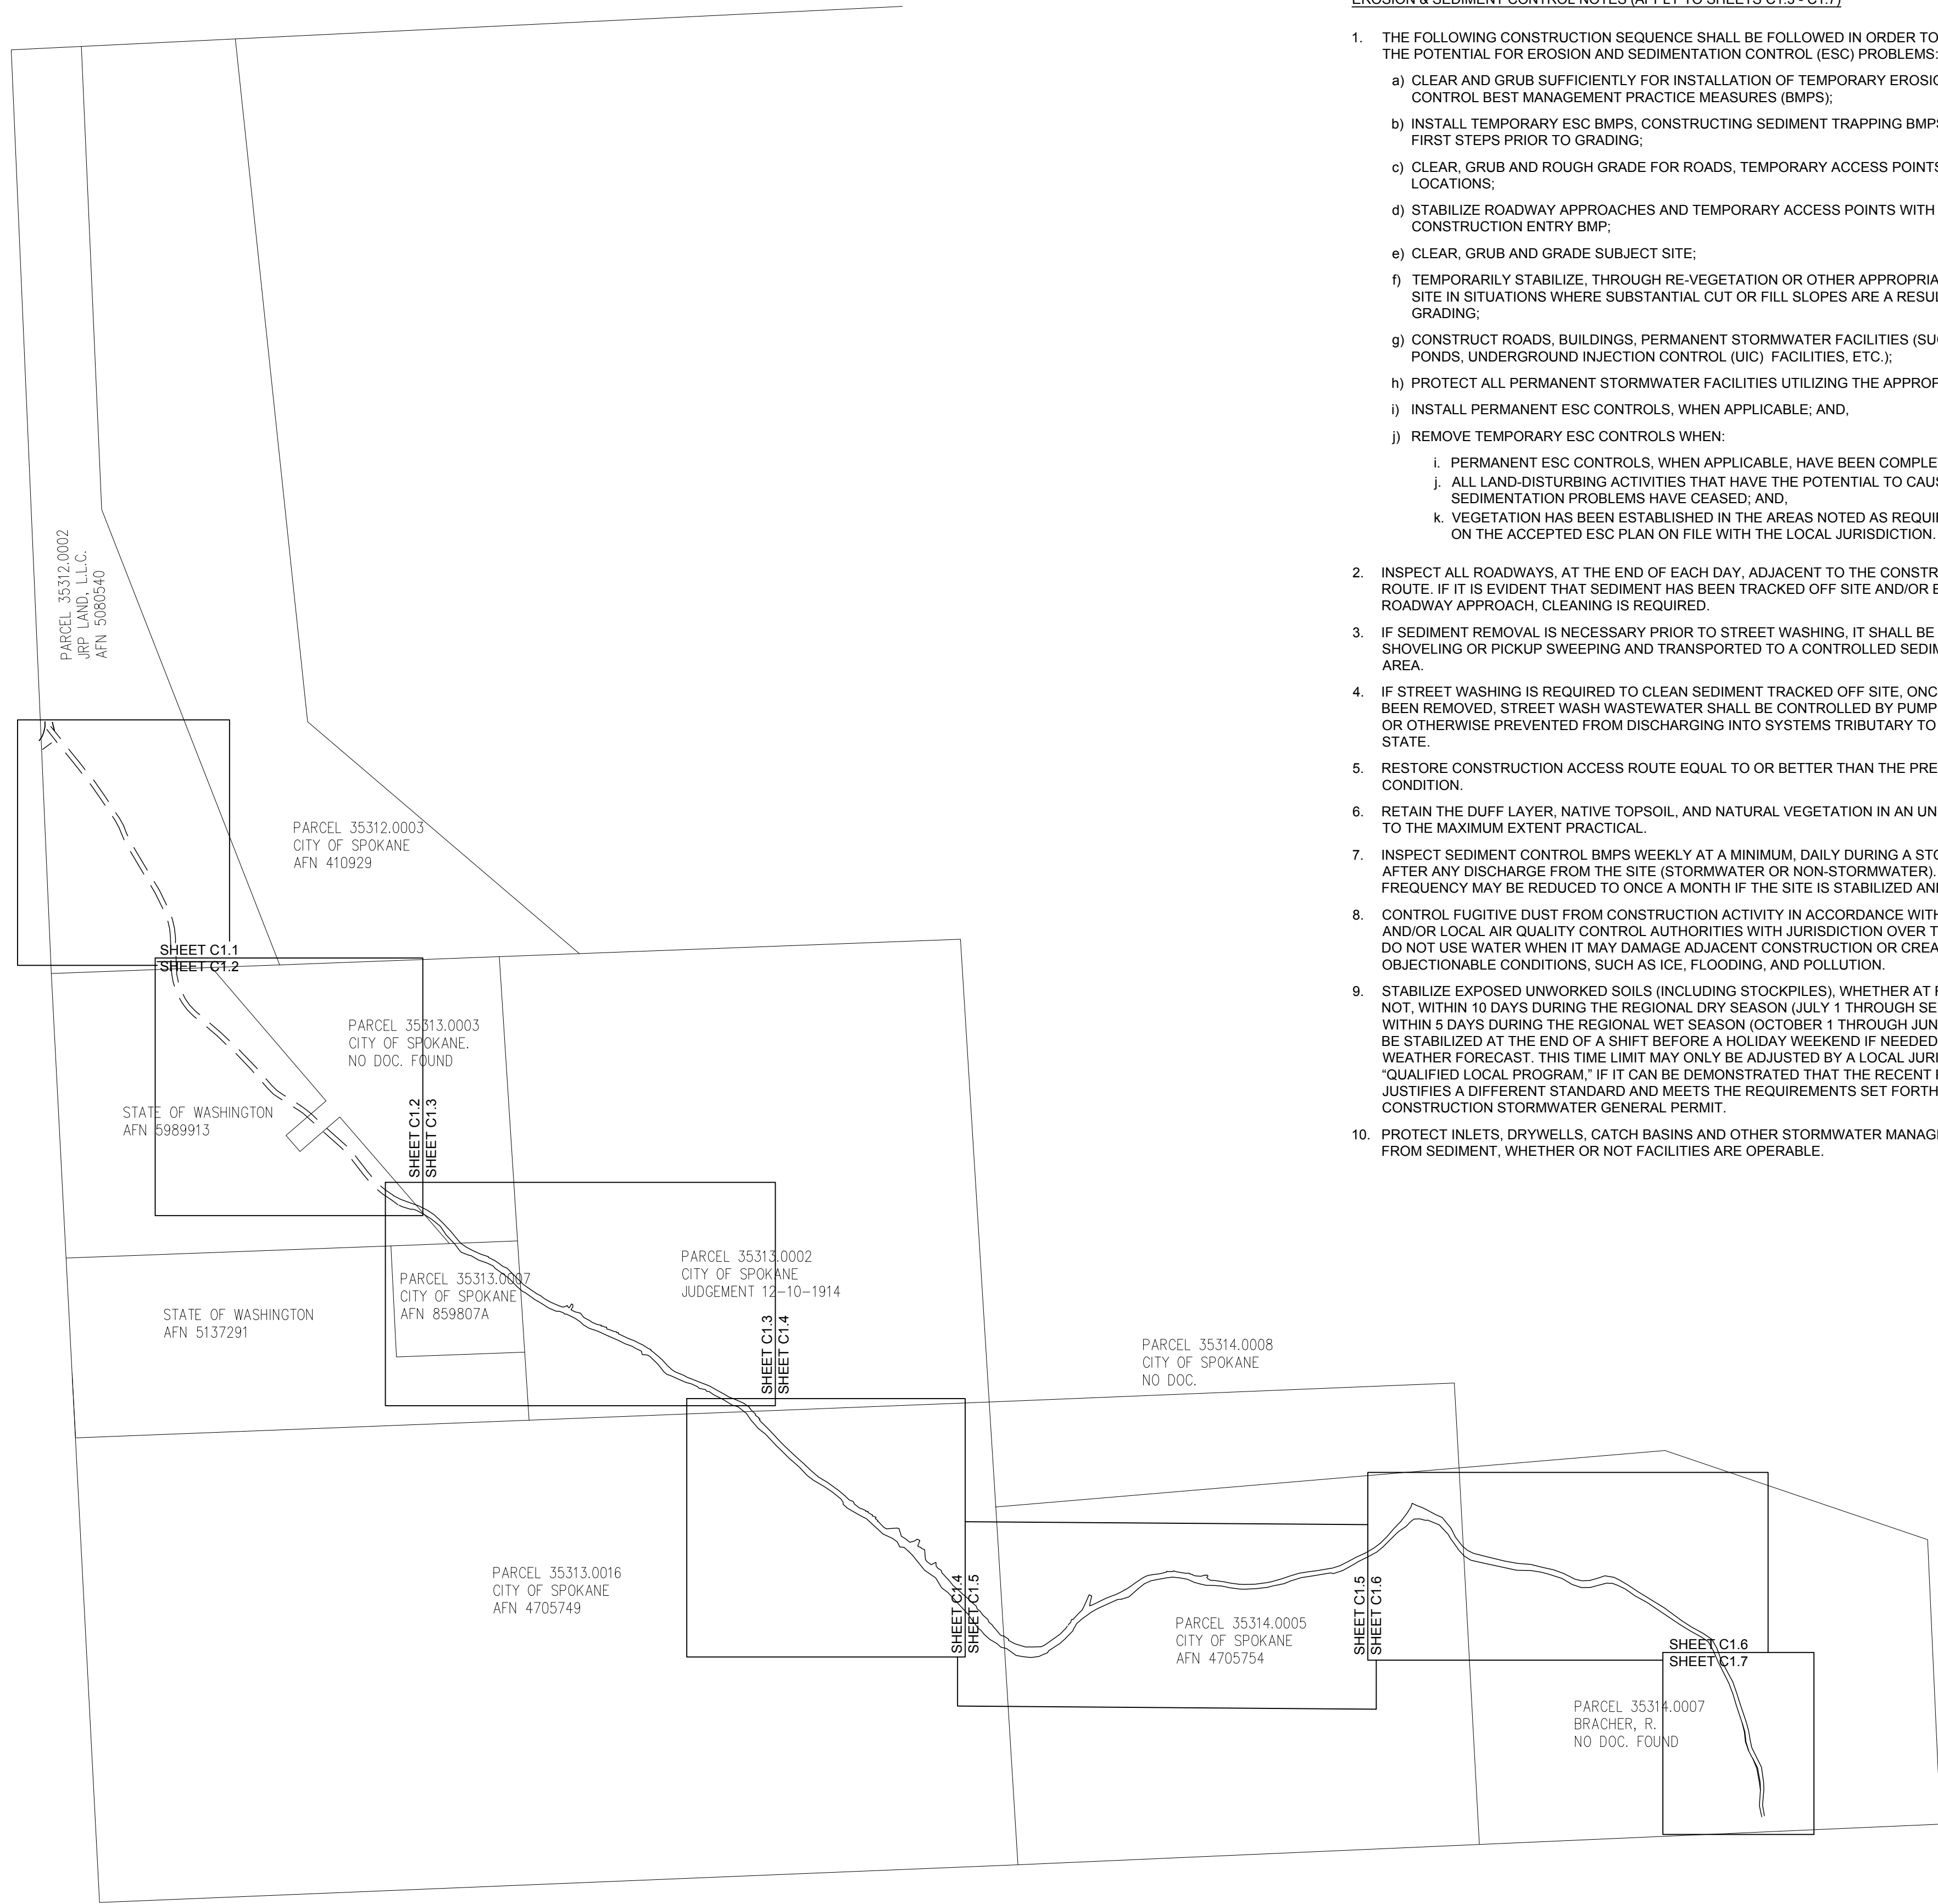 EROSION & SEDIMENT CONTROL NOTES (APPLY TO SHEETS C1.3 - C1.7)
1. THE FOLLOWING CONSTRUCTION SEQUENCE SHALL BE FOLLOWED IN ORDER TO
THE POTENTIAL FOR EROSION AND SEDIMENTATION CONTROL (ESC) PROBLEMS:
a) CLEAR AND GRUB SUFFICIENTLY FOR INSTALLATION OF TEMPORARY EROSIO
CONTROL BEST MANAGEMENT PRACTICE MEASURES (BMPS);
b) INSTALL TEMPORARY ESC BMPS, CONSTRUCTING SEDIMENT TRAPPING BMPS
FIRST STEPS PRIOR TO GRADING;
c) CLEAR, GRUB AND ROUGH GRADE FOR ROADS, TEMPORARY ACCESS POINTS
LOCATIONS;
d) STABILIZE ROADWAY APPROACHES AND TEMPORARY ACCESS POINTS WITH
CONSTRUCTION ENTRY BMP;
e) CLEAR, GRUB AND GRADE SUBJECT SITE;
f) TEMPORARILY STABILIZE, THROUGH RE-VEGETATION OR OTHER APPROPRIA
SITE IN SITUATIONS WHERE SUBSTANTIAL CUT OR FILL SLOPES ARE A RESUL
GRADING;
g) CONSTRUCT ROADS, BUILDINGS, PERMANENT STORMWATER FACILITIES (SUC
PONDS, UNDERGROUND INJECTION CONTROL (UIC) FACILITIES, ETC.);
h) PROTECT ALL PERMANENT STORMWATER FACILITIES UTILIZING THE APPROP
i) INSTALL PERMANENT ESC CONTROLS, WHEN APPLICABLE; AND,
j) REMOVE TEMPORARY ESC CONTROLS WHEN:
i. PERMANENT ESC CONTROLS, WHEN APPLICABLE, HAVE BEEN COMPLE
j. ALL LAND-DISTURBING ACTIVITIES THAT HAVE THE POTENTIAL TO CAUS
SEDIMENTATION PROBLEMS HAVE CEASED; AND,
k. VEGETATION HAS BEEN ESTABLISHED IN THE AREAS NOTED AS REQUIR
ON THE ACCEPTED ESC PLAN ON FILE WITH THE LOCAL JURISDICTION.
2. INSPECT ALL ROADWAYS, AT THE END OF EACH DAY, ADJACENT TO THE CONSTR
ROUTE. IF IT IS EVIDENT THAT SEDIMENT HAS BEEN TRACKED OFF SITE AND/OR B
ROADWAY APPROACH, CLEANING IS REQUIRED.
3. IF SEDIMENT REMOVAL IS NECESSARY PRIOR TO STREET WASHING, IT SHALL BE
SHOVELING OR PICKUP SWEEPING AND TRANSPORTED TO A CONTROLLED SEDIM
AREA.
4. IF STREET WASHING IS REQUIRED TO CLEAN SEDIMENT TRACKED OFF SITE, ONC
BEEN REMOVED, STREET WASH WASTEWATER SHALL BE CONTROLLED BY PUMP
OR OTHERWISE PREVENTED FROM DISCHARGING INTO SYSTEMS TRIBUTARY TO
STATE.
5. RESTORE CONSTRUCTION ACCESS ROUTE EQUAL TO OR BETTER THAN THE PRE
CONDITION.
6. RETAIN THE DUFF LAYER, NATIVE TOPSOIL, AND NATURAL VEGETATION IN AN UN
TO THE MAXIMUM EXTENT PRACTICAL.
7. INSPECT SEDIMENT CONTROL BMPS WEEKLY AT A MINIMUM, DAILY DURING A STO
AFTER ANY DISCHARGE FROM THE SITE (STORMWATER OR NON-STORMWATER).
FREQUENCY MAY BE REDUCED TO ONCE A MONTH IF THE SITE IS STABILIZED AND
8. CONTROL FUGITIVE DUST FROM CONSTRUCTION ACTIVITY IN ACCORDANCE WITH
AND/OR LOCAL AIR QUALITY CONTROL AUTHORITIES WITH JURISDICTION OVER T
DO NOT USE WATER WHEN IT MAY DAMAGE ADJACENT CONSTRUCTION OR CREA
OBJECTIONABLE CONDITIONS, SUCH AS ICE, FLOODING, AND POLLUTION.
9. STABILIZE EXPOSED UNWORKED SOILS (INCLUDING STOCKPILES), WHETHER AT F
NOT, WITHIN 10 DAYS DURING THE REGIONAL DRY SEASON (JULY 1 THROUGH SE
WITHIN 5 DAYS DURING THE REGIONAL WET SEASON (OCTOBER 1 THROUGH JUN
BE STABILIZED AT THE END OF A SHIFT BEFORE A HOLIDAY WEEKEND IF NEEDED
WEATHER FORECAST. THIS TIME LIMIT MAY ONLY BE ADJUSTED BY A LOCAL JURI
“QUALIFIED LOCAL PROGRAM,” IF IT CAN BE DEMONSTRATED THAT THE RECENT P
JUSTIFIES A DIFFERENT STANDARD AND MEETS THE REQUIREMENTS SET FORTH
CONSTRUCTION STORMWATER GENERAL PERMIT.
10. PROTECT INLETS, DRYWELLS, CATCH BASINS AND OTHER STORMWATER MANAG
FROM SEDIMENT, WHETHER OR NOT FACILITIES ARE OPERABLE.
PARCEL 35312.0002
JRP LAND, L.L.C.
AFN 5080540
PARCEL 35312.0003
CITY OF SPOKANE
AFN 410929
SHEET C1.1
SHEET C1.2
PARCEL 35313.0003
CITY OF SPOKANE.
NO DOC. FOUND
STATE OF WASHINGTON
AFN 5989913
SHEET C1.2
SHEET C1.3
PARCEL 35313.0002
CITY OF SPOKANE
JUDGEMENT 12-10-1914
PARCEL 35313.0007
CITY OF SPOKANE
AFN 859807A
STATE OF WASHINGTON
AFN 5137291
SHEET C1.3
SHEET C1.4
PARCEL 35314.0008
CITY OF SPOKANE
NO DOC.
PARCEL 35313.0016
CITY OF SPOKANE
AFN 4705749
SHEET C1.4
SHEET C1.5
PARCEL 35314.0005
CITY OF SPOKANE
AFN 4705754
SHEET C1.5
SHEET C1.6
SHEET C1.6
SHEET C1.7
PARCEL 35314.0007
BRACHER, R.
NO DOC. FOUND